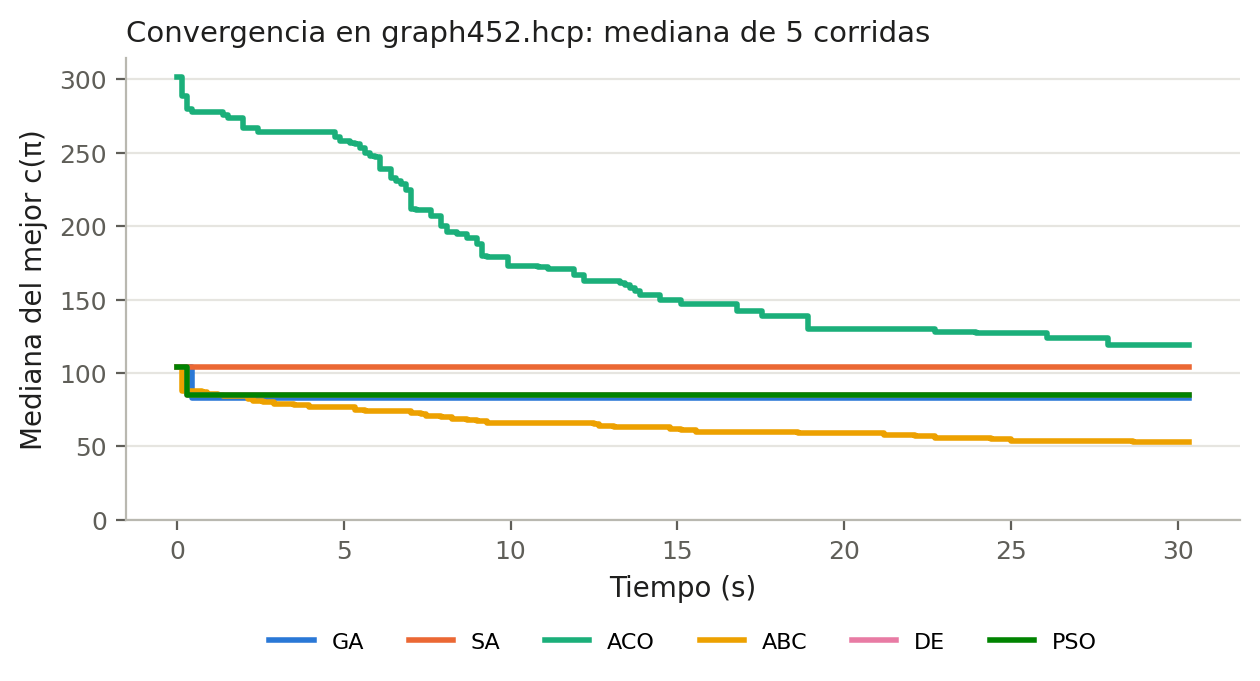 Convergencia en graph452.hcp: mediana de 5 corridas
Mediana del mejor c(π)
300
250
200
150
100
50
0
0 5 10 15 20 25 30
Tiempo (s)
GA SA ACO ABC DE PSO